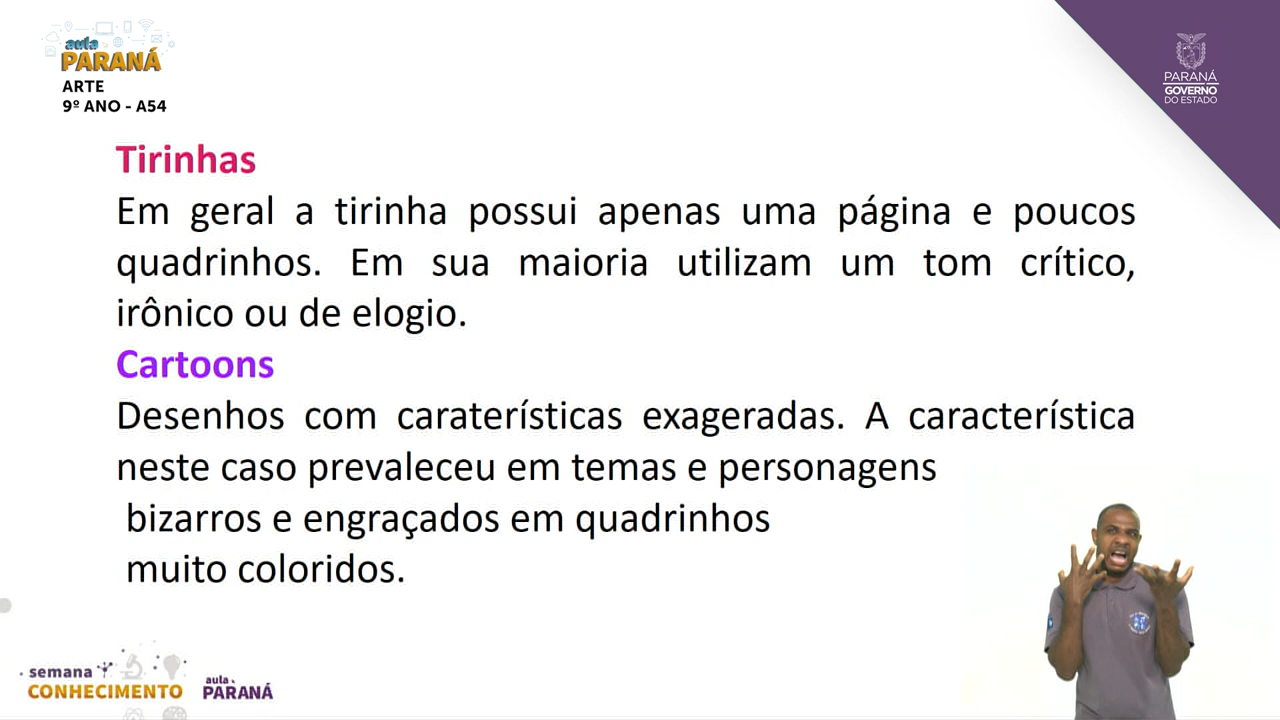 aula
PARANÁ
ARTE
9º ANO - A54
PARANÁ
GOVERNO
DO ESTADO
Tirinhas
Em geral a tirinha possui apenas uma página e poucos
quadrinhos. Em sua maioria utilizam um tom crítico,
irônico ou de elogio.
Cartoons
Desenhos com caraterísticas exageradas. A característica
neste caso prevaleceu em temas e personagens
bizarros e engraçados em quadrinhos
muito coloridos.
semana
CONHECIMENTO
aula
PARANÁ